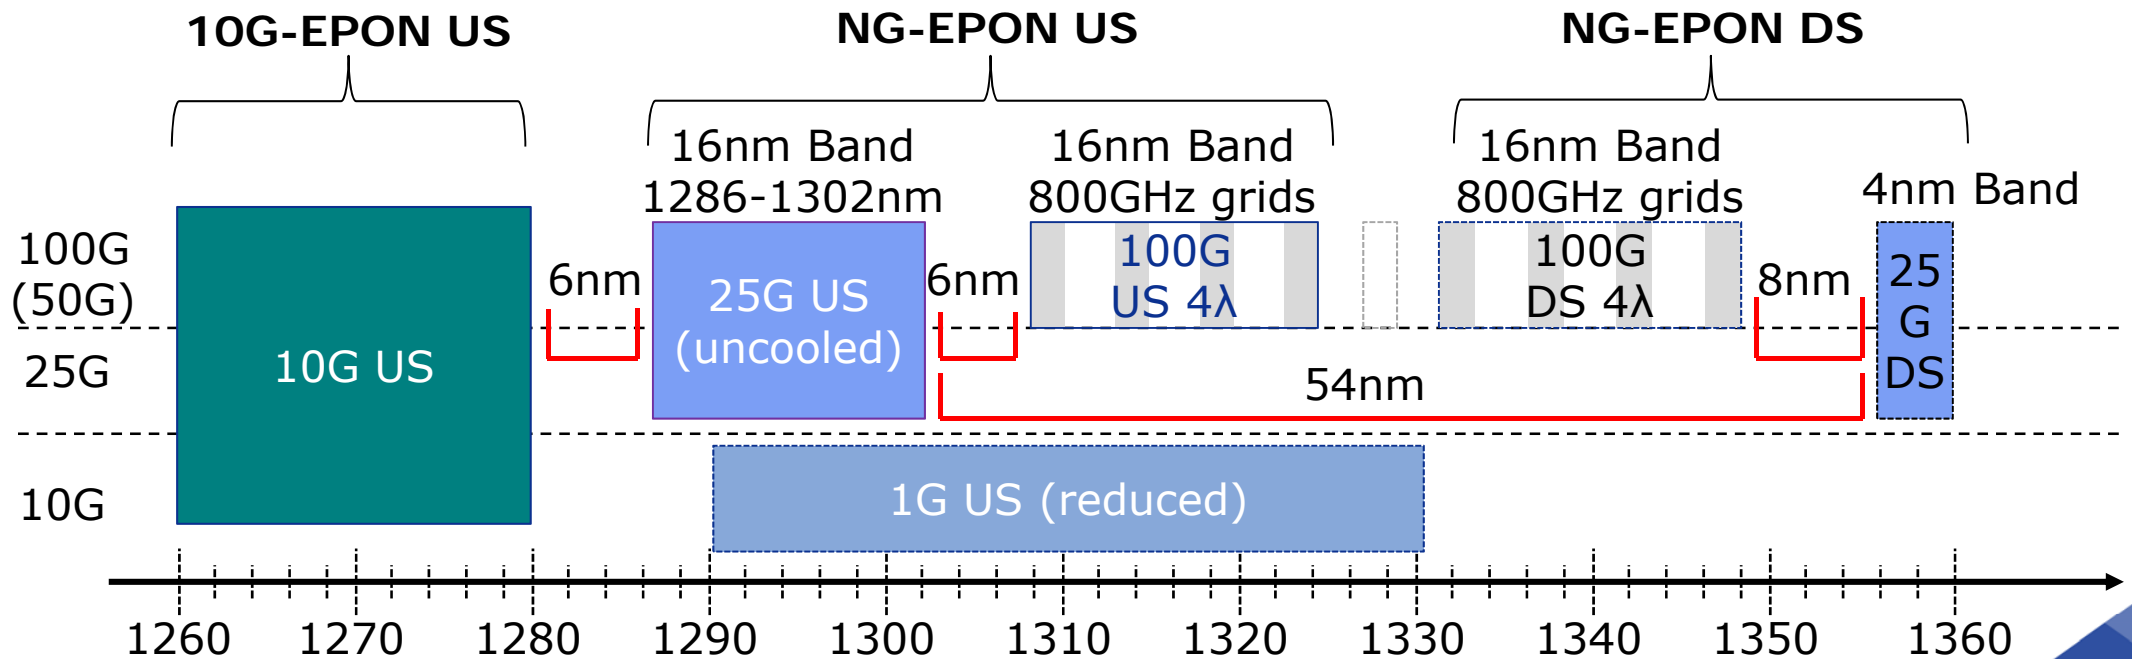 10G-EPON US
NG-EPON US
NG-EPON DS
16nm Band
1286-1302nm
16nm Band
800GHz grids
16nm Band
800GHz grids
4nm Band
100G
(50G)
25G
10G
10G US
6nm
25G US
(uncooled)
6nm
100G
US 4λ
100G
DS 4λ
8nm
25
G
DS
54nm
1G US (reduced)
1260 1270 1280 1290 1300 1310 1320 1330 1340 1350 1360